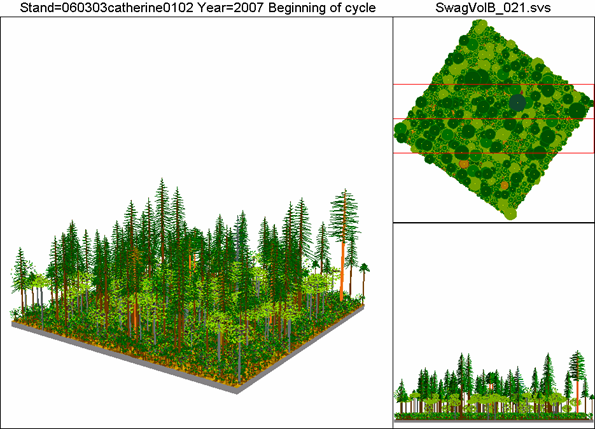 Stand=060303catherine0102 Year=2007 Beginning of cycle
SwagVolB_021.svs